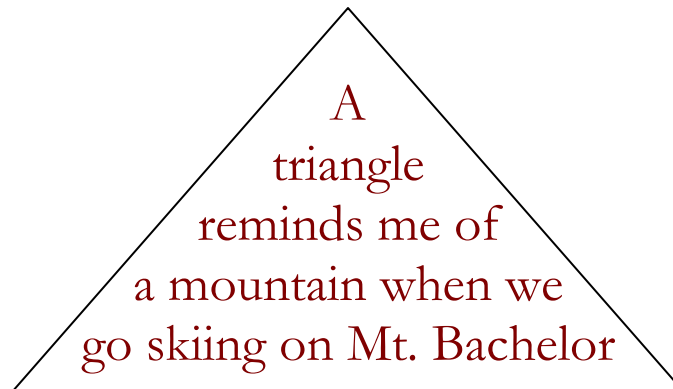 A
triangle
reminds me of
a mountain when we
go skiing on Mt. Bachelor